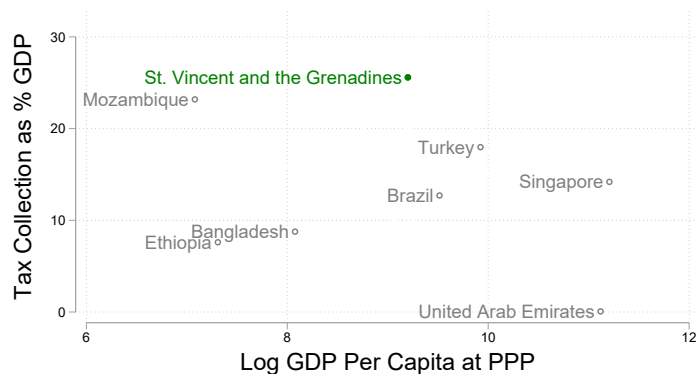 Tax Collection as % GDP
30
20
10
0
St. Vincent and the Grenadines
Mozambique
Turkey
Singapore
Brazil
Bangladesh
Ethiopia
United Arab Emirates
6 8 10 12
Log GDP Per Capita at PPP